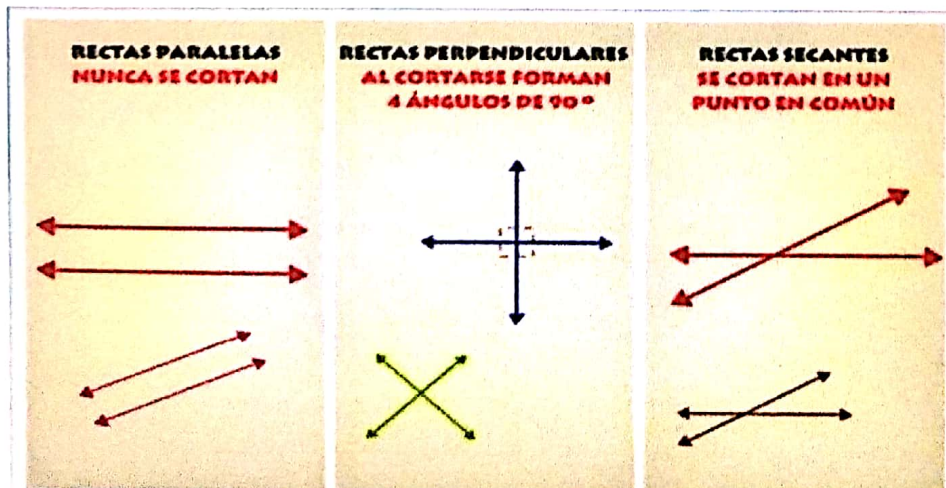 RECTAS PARALELAS
NUNCA SE CORTAN
RECTAS PERPENDICULARES
AL CORTARSE FORMAN
4 ÁNGULOS DE 90º
RECTAS SECANTES
SE CORTAN EN UN
PUNTO EN COMÚN